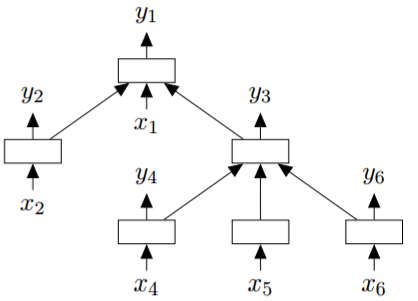 y₁
y₂ y₃
x₁
y₄ y₆
x₂
x₄ x₅ x₆